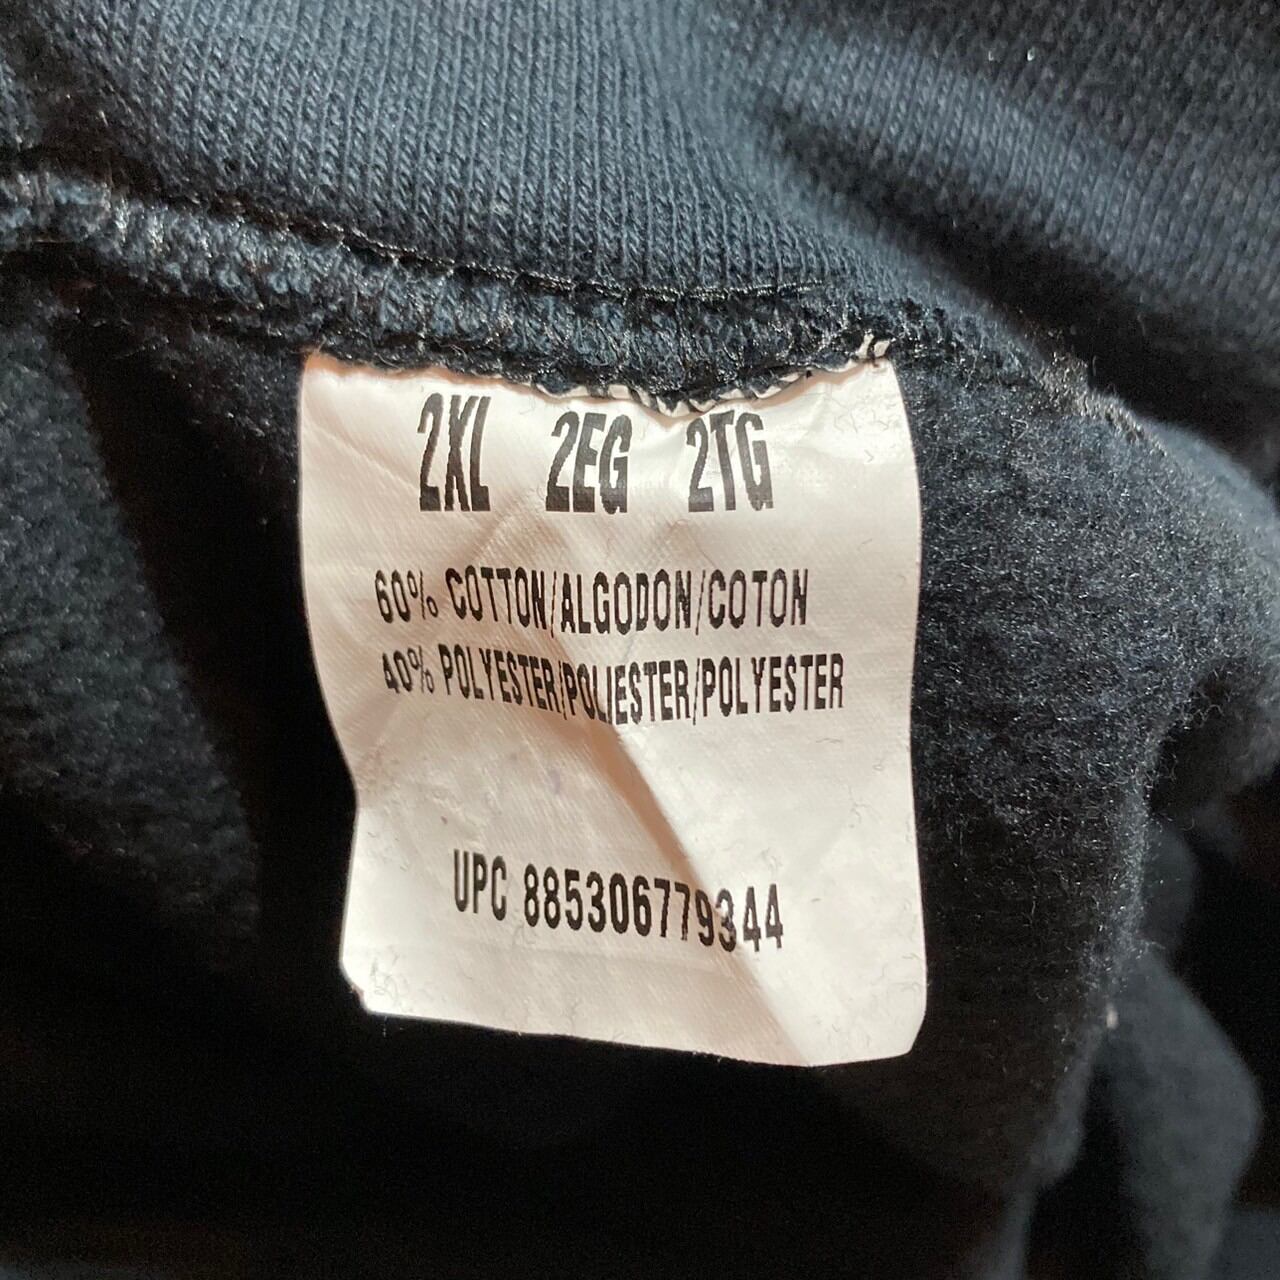 2XL 2EG 2TG
60% COTTON/ALGODON/COTON
40% POLYESTER/POLIESTER/POLYESTER
UPC 885306779344